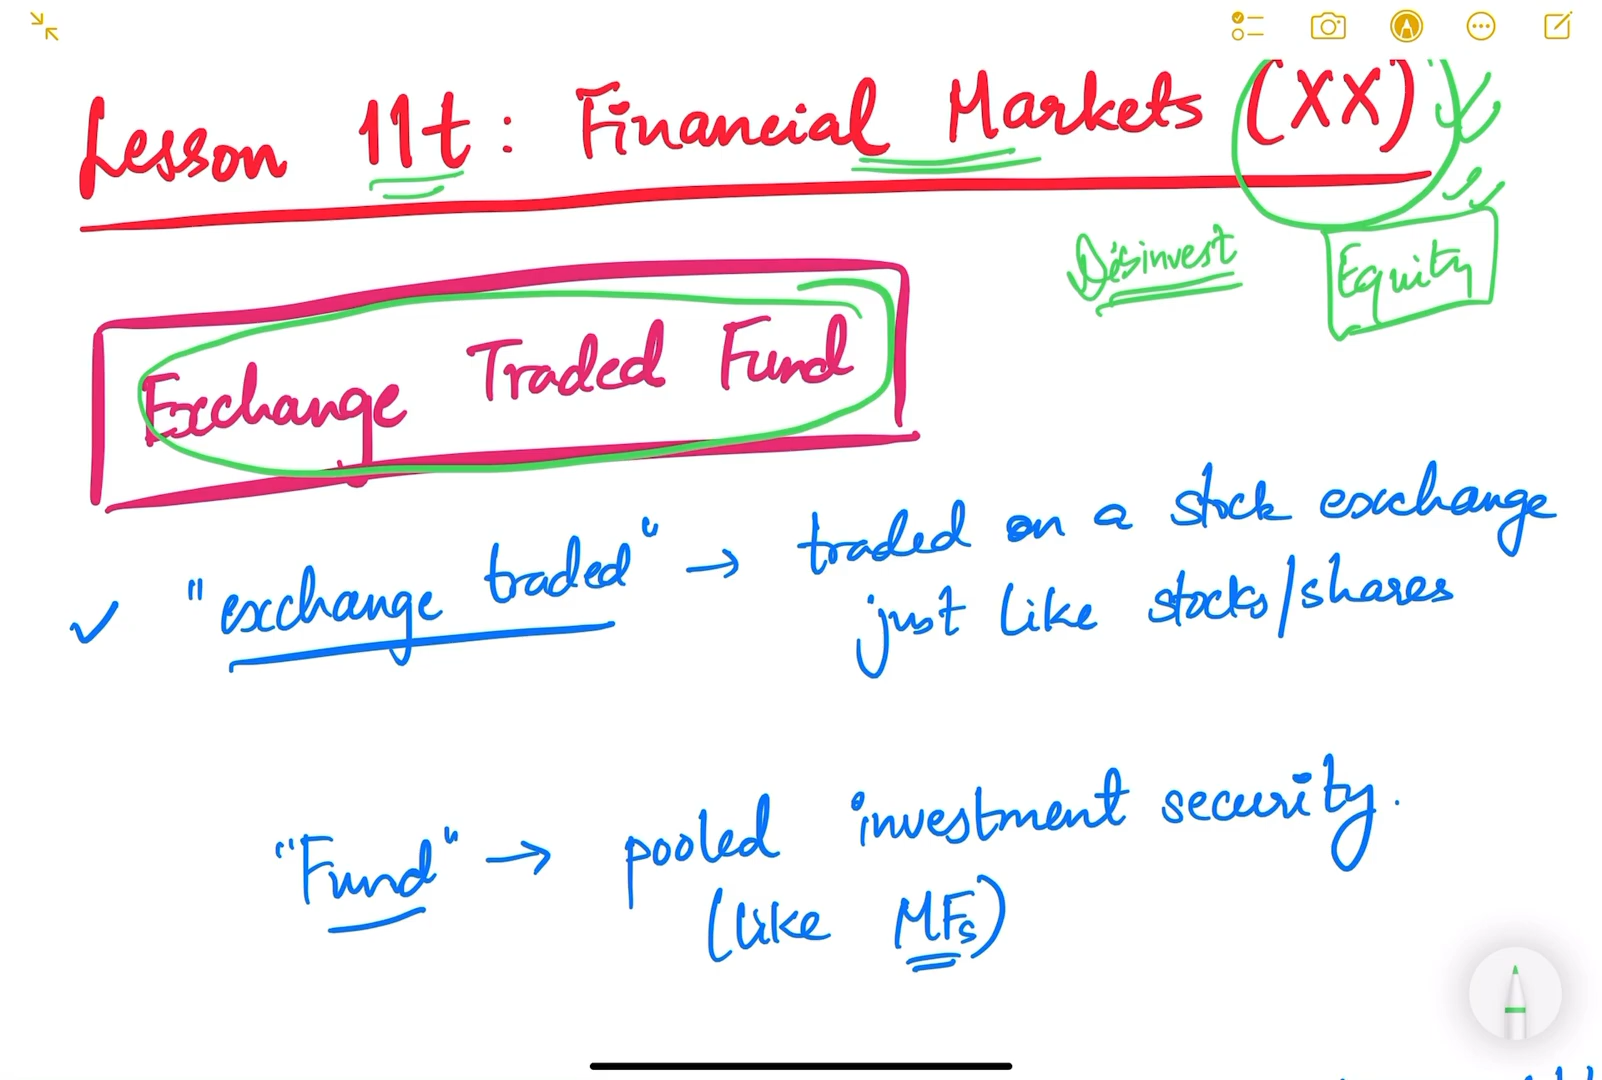 Lesson 11t : Financial Markets (XX)
Disinvest
Equity
Exchange Traded Fund
"exchange traded" → traded on a stock exchange
just like stocks/shares
"Fund" → pooled investment security.
(like MFs)